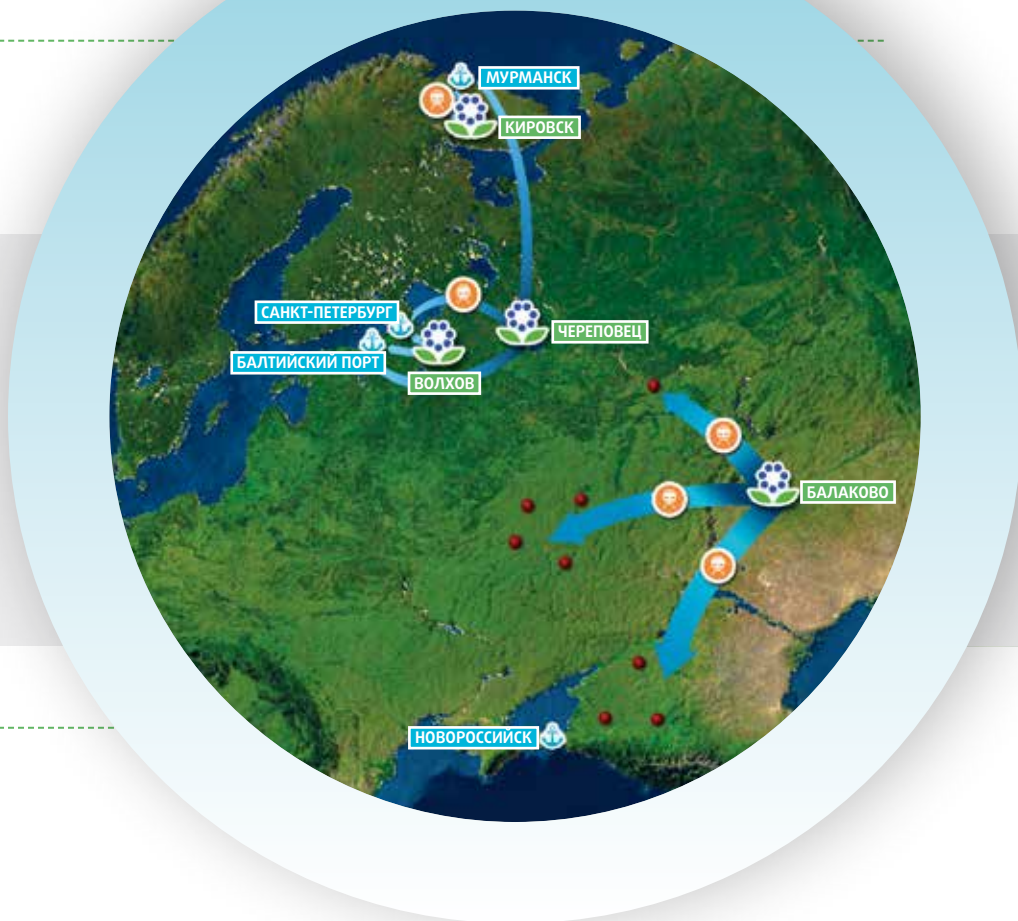 МУРМАНСК
КИРОВСК
САНКТ-ПЕТЕРБУРГ
ЧЕРЕПОВЕЦ
БАЛТИЙСКИЙ ПОРТ
ВОЛХОВ
БАЛАКОВО
НОВОРОССИЙСК